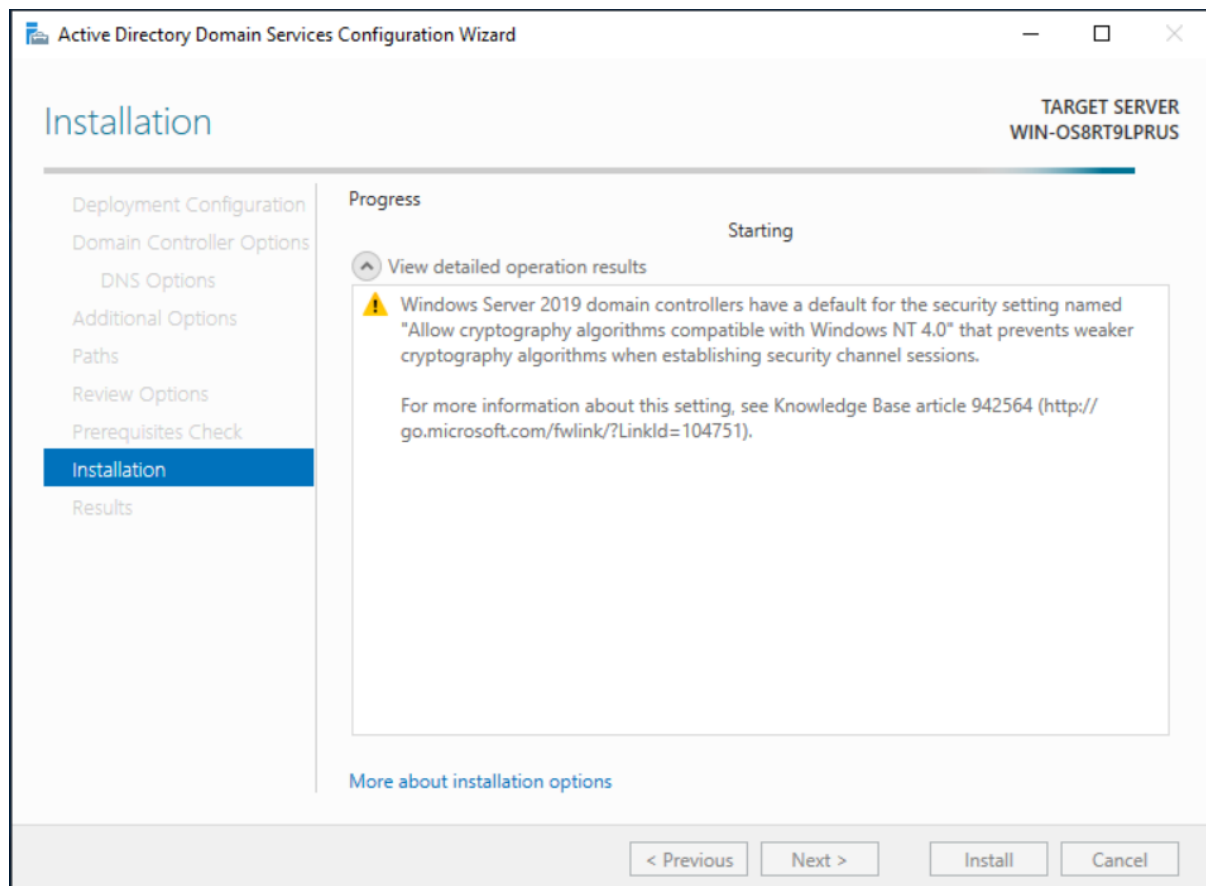 Active Directory Domain Services Configuration Wizard
Installation
TARGET SERVER
WIN-OS8RT9LPRUS
Deployment Configuration
Domain Controller Options
DNS Options
Additional Options
Paths
Review Options
Prerequisites Check
Installation
Results
Progress
Starting
View detailed operation results
Windows Server 2019 domain controllers have a default for the security setting named
"Allow cryptography algorithms compatible with Windows NT 4.0" that prevents weaker
cryptography algorithms when establishing security channel sessions.
For more information about this setting, see Knowledge Base article 942564 (http://
go.microsoft.com/fwlink/?LinkId=104751).
More about installation options
< Previous
Next >
Install
Cancel